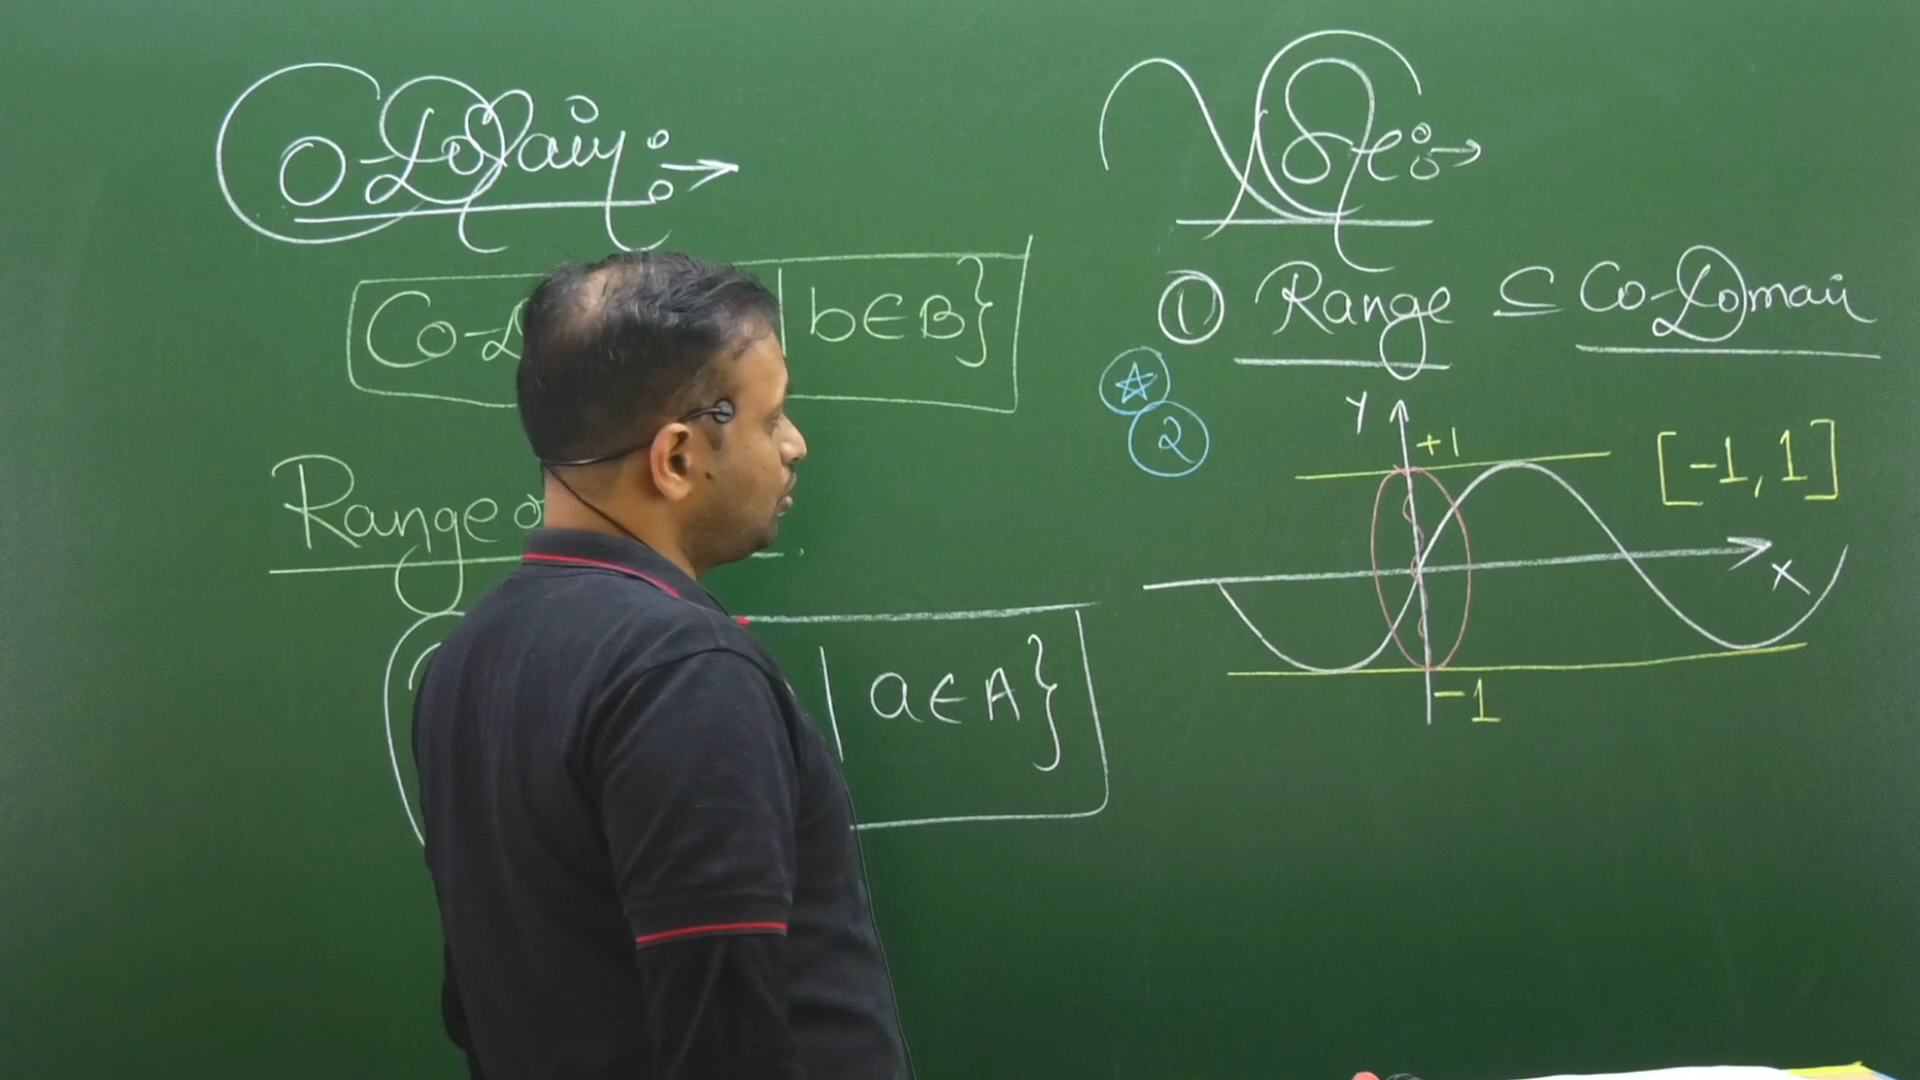 Co-Domain :→
Co-D | b∈B}
Range o
| a∈A}
Note :→
① Range ⊆ Co-Domain
☆
②
Y
+1
[-1, 1]
X
-1